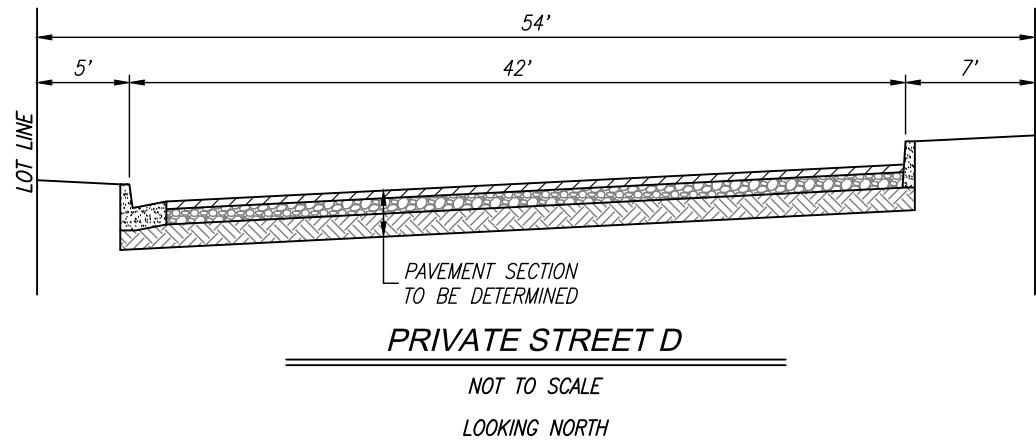 54'
5'
42'
7'
LOT LINE
PAVEMENT SECTION
TO BE DETERMINED
PRIVATE STREET D
NOT TO SCALE
LOOKING NORTH